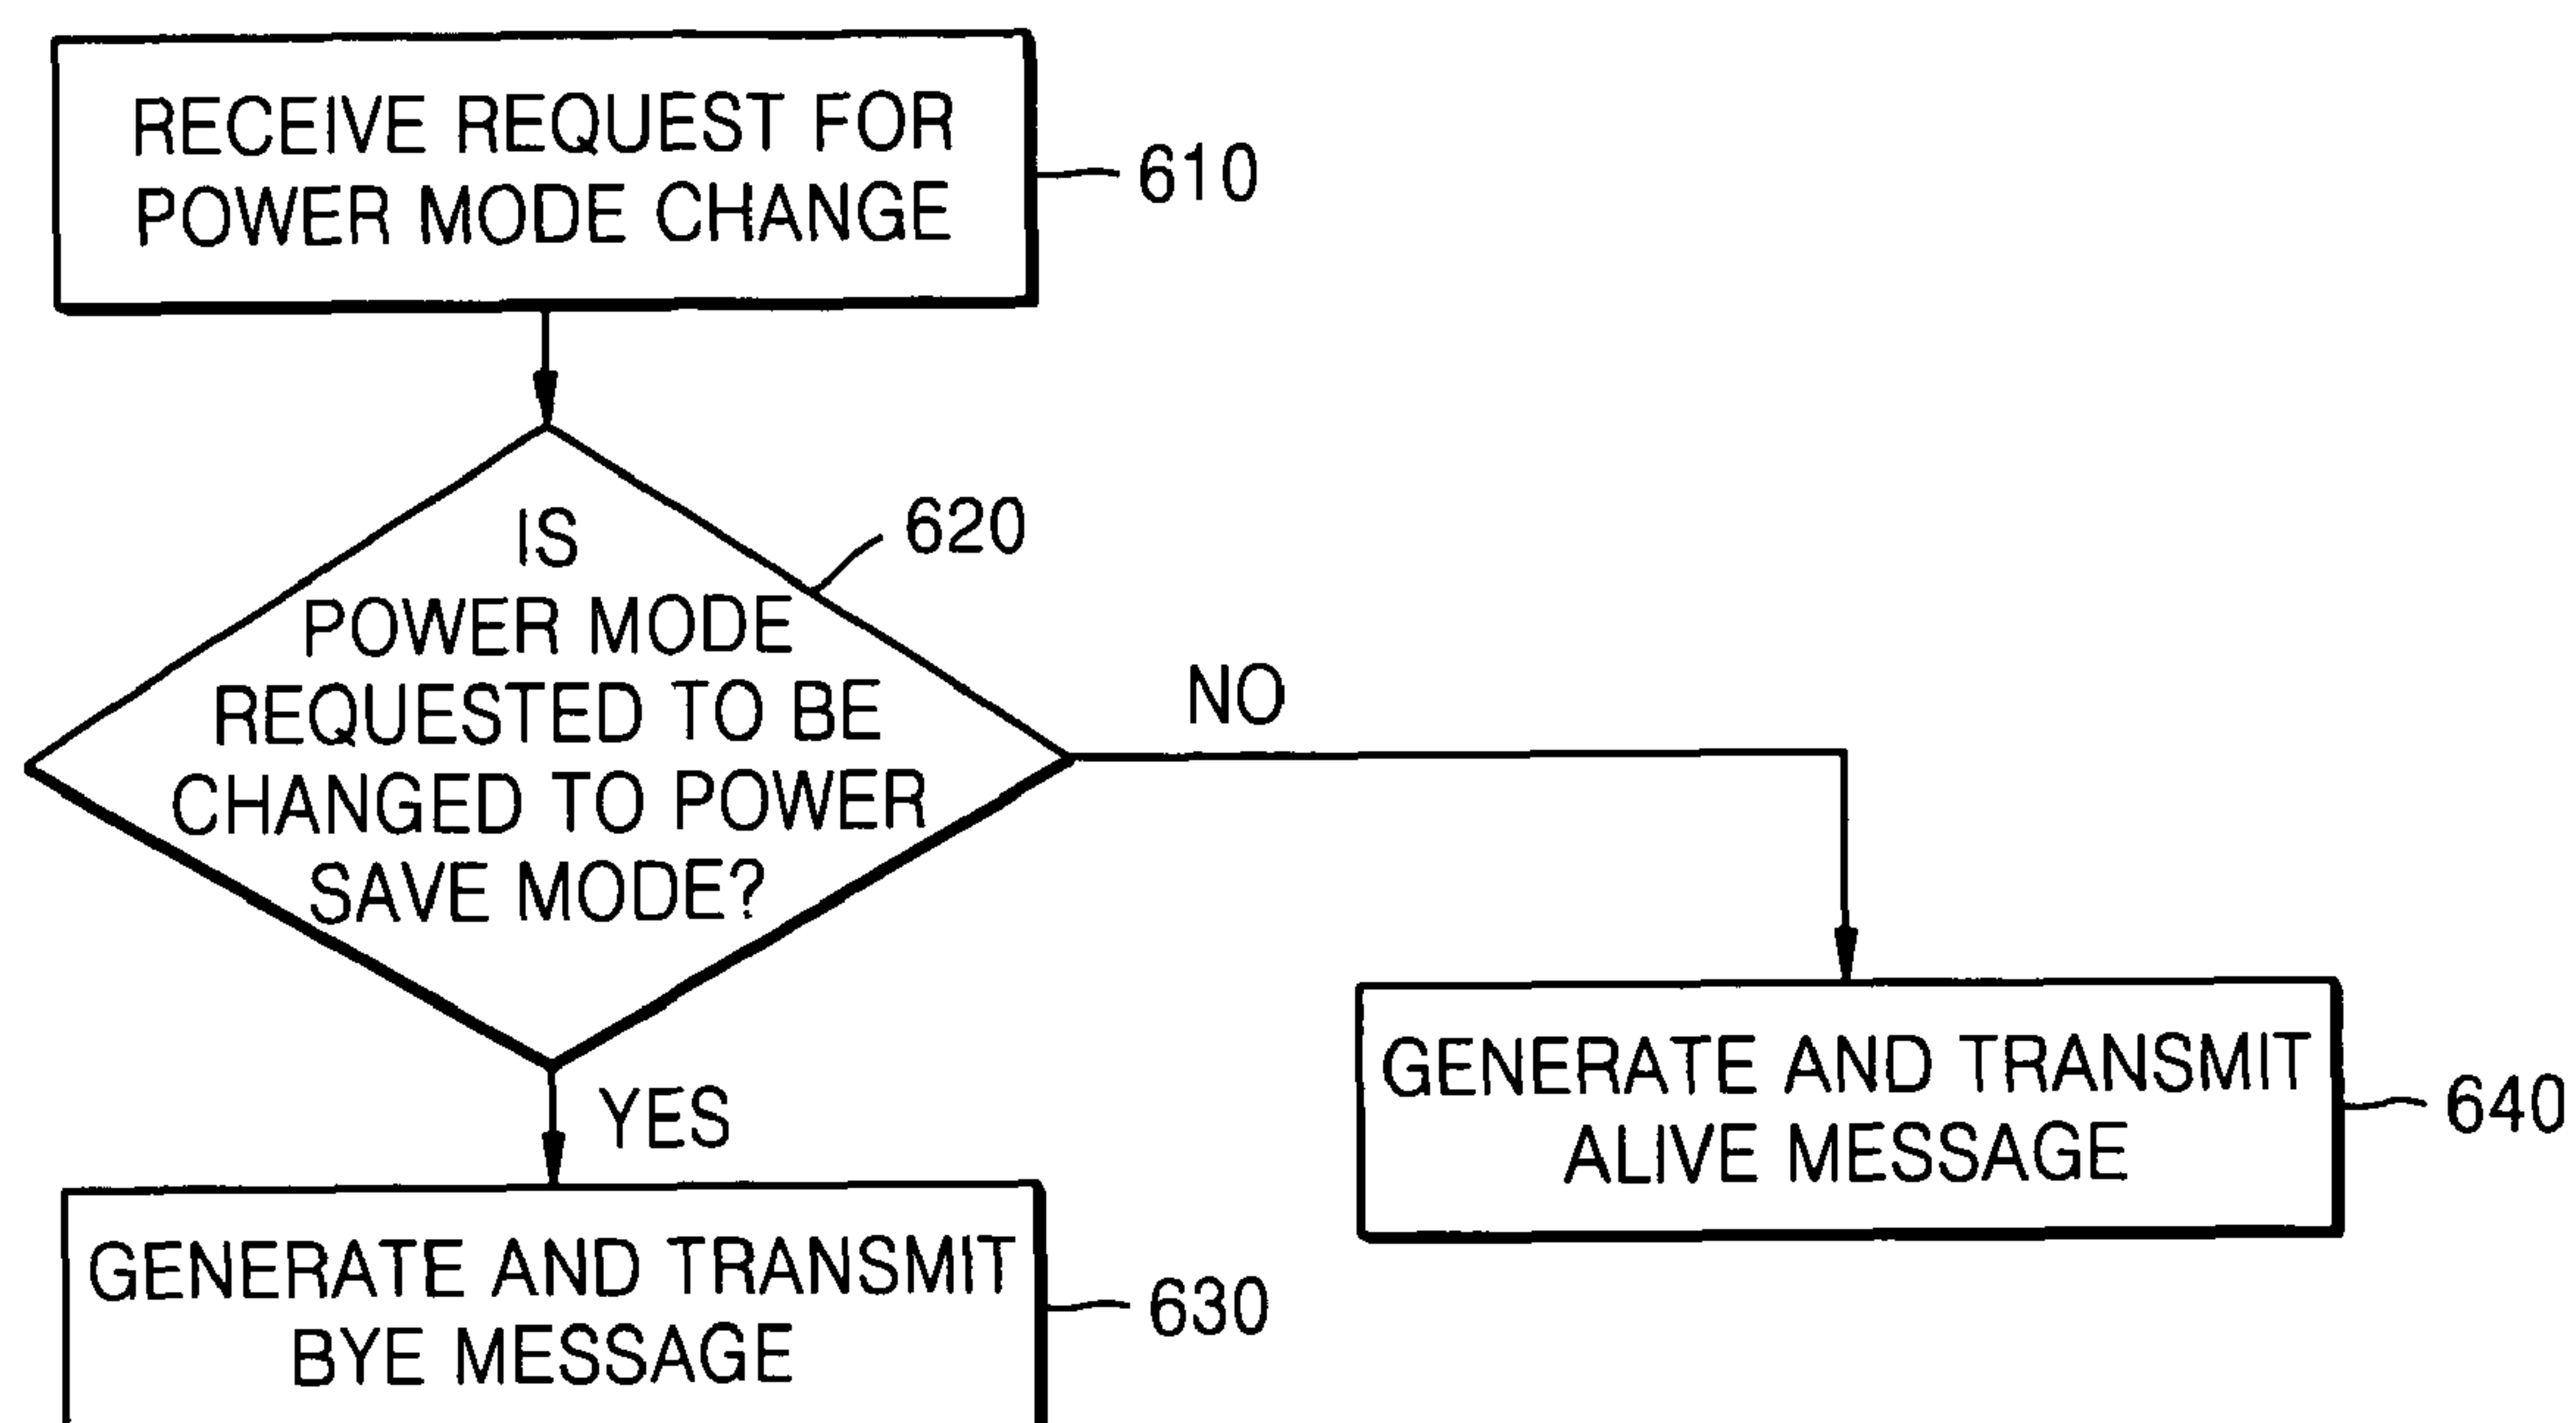 RECEIVE REQUEST FOR
POWER MODE CHANGE
610
IS
POWER MODE
REQUESTED TO BE
CHANGED TO POWER
SAVE MODE?
620
NO
YES
GENERATE AND TRANSMIT
ALIVE MESSAGE
640
GENERATE AND TRANSMIT
BYE MESSAGE
630